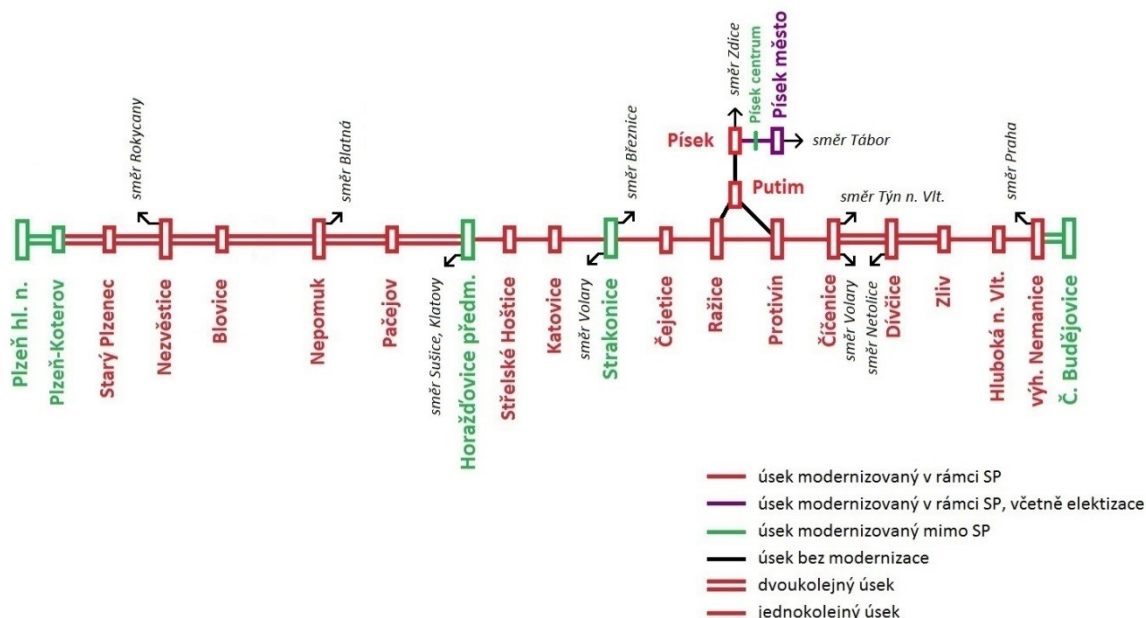 směr Zdice
Písek centrum
Písek město
Písek
směr Tábor
Putim
směr Rokycany
směr Blatná
směr Březnice
směr Týn n. Vlt.
směr Praha
Plzeň hl. n.
Plzeň-Koterov
Starý Plzenec
Nezvěstice
Blovice
Nepomuk
Pačejov
směr Sušice, Klatovy
Horažďovice předm.
Střelské Hoštice
Katovice
směr Volary
Strakonice
Čejetice
Ražice
Protivín
Číčenice
směr Volary
směr Netolice
Dívčice
Zliv
Hluboká n. Vlt.
výh. Nemanice
Č. Budějovice
úsek modernizovaný v rámci SP
úsek modernizovaný v rámci SP, včetně elektizace
úsek modernizovaný mimo SP
úsek bez modernizace
dvoukolejný úsek
jednokolejný úsek